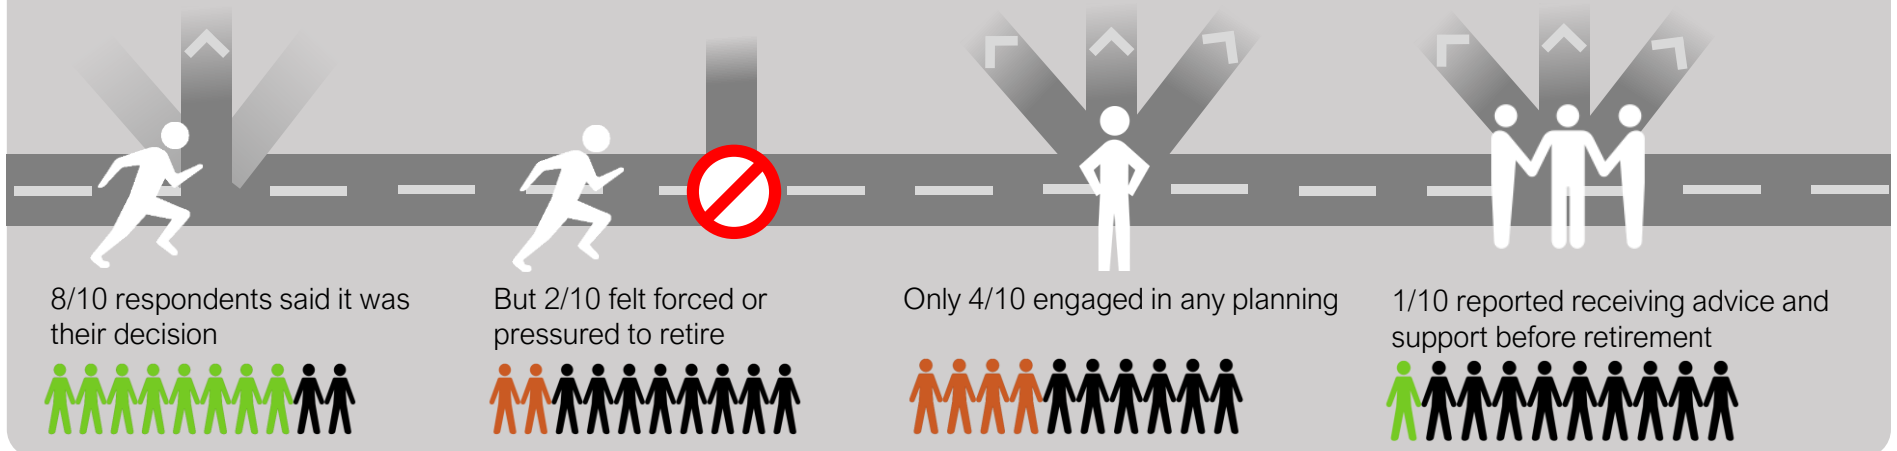 8/10 respondents said it was
their decision
But 2/10 felt forced or
pressured to retire
Only 4/10 engaged in any planning
1/10 reported receiving advice and
support before retirement